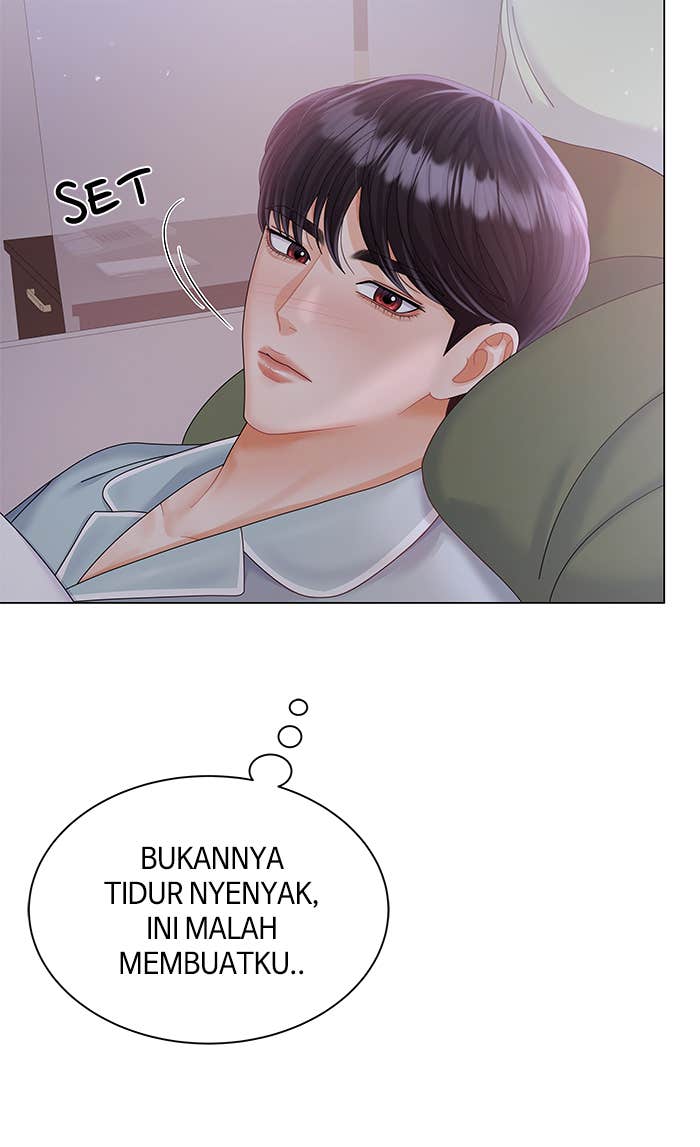 SET
BUKANNYA
TIDUR NYENYAK,
INI MALAH
MEMBUATKU..